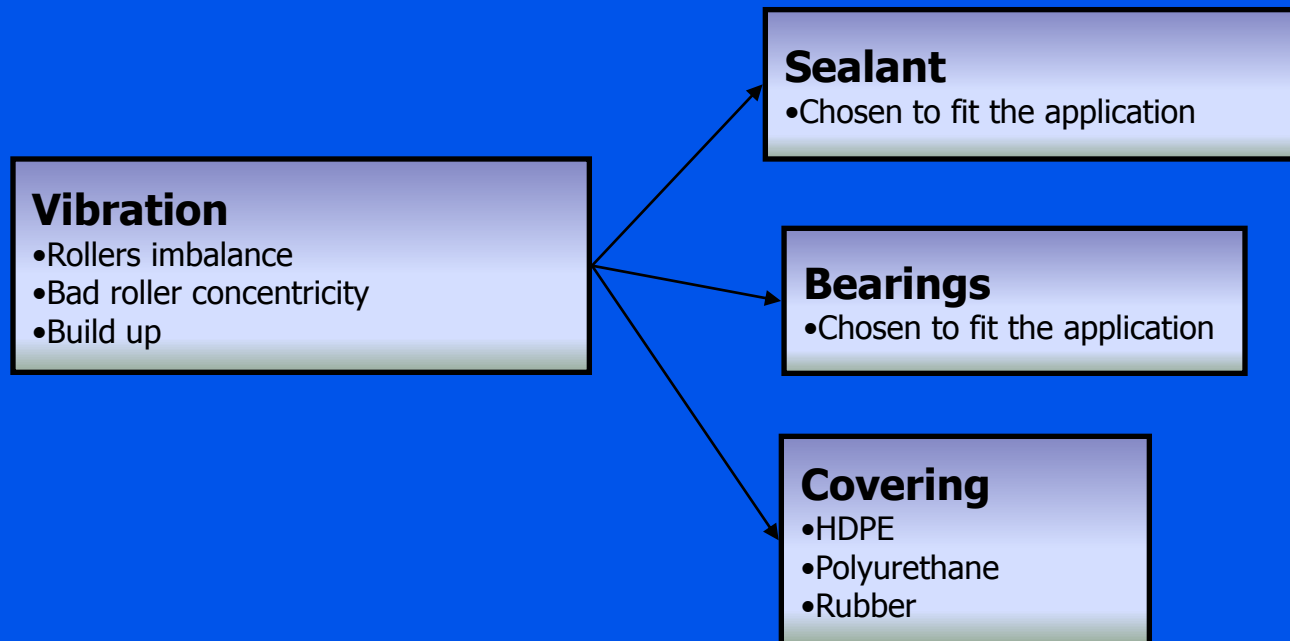 Vibration
•Rollers imbalance
•Bad roller concentricity
•Build up
Sealant
•Chosen to fit the application
Bearings
•Chosen to fit the application
Covering
•HDPE
•Polyurethane
•Rubber